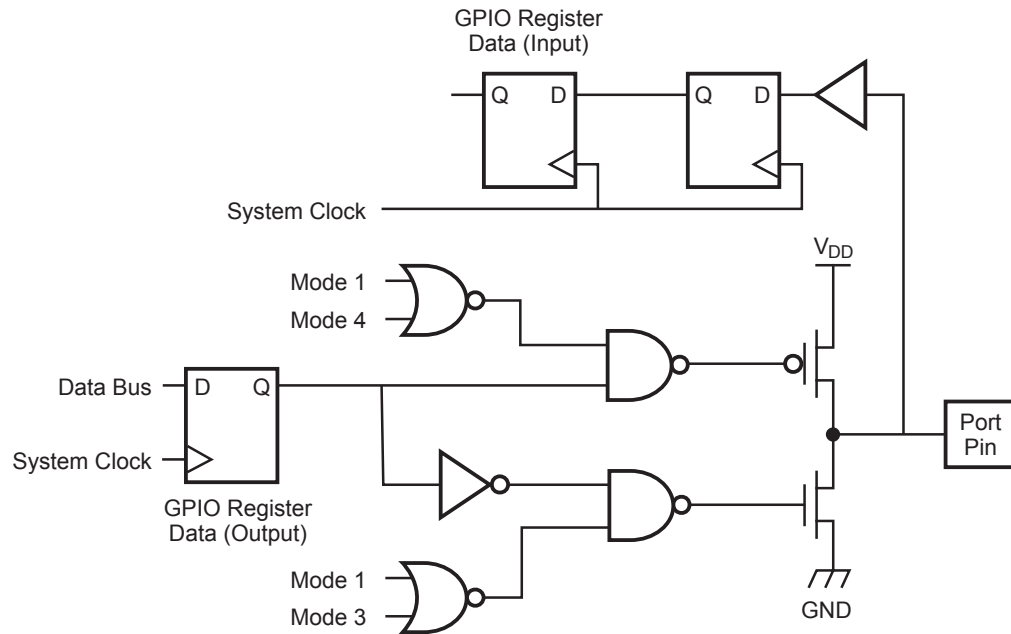 GPIO Register
Data (Input)
Q D
Q D
System Clock
VDD
Mode 1
Mode 4
Data Bus
D Q
System Clock
GPIO Register
Data (Output)
Port
Pin
Mode 1
Mode 3
GND